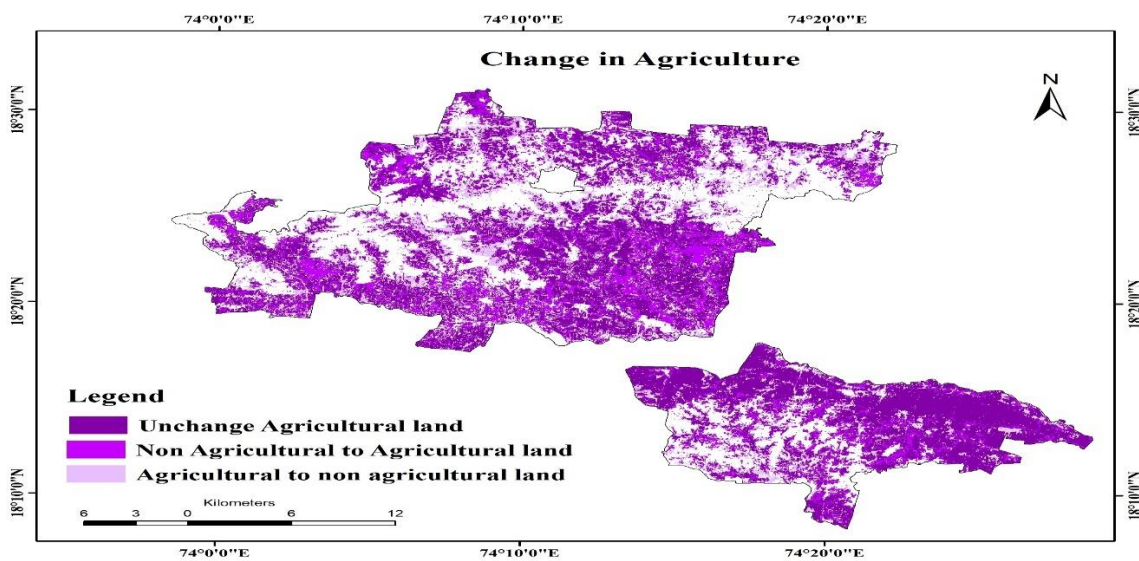 74°0'0"E 74°10'0"E 74°20'0"E
Change in Agriculture
N
18°30'0"N 18°30'0"N
18°20'0"N 18°20'0"N
Legend
Unchange Agricultural land
Non Agricultural to Agricultural land
Agricultural to non agricultural land
18°10'0"N 18°10'0"N
Kilometers
6 3 0 6 12
74°0'0"E 74°10'0"E 74°20'0"E